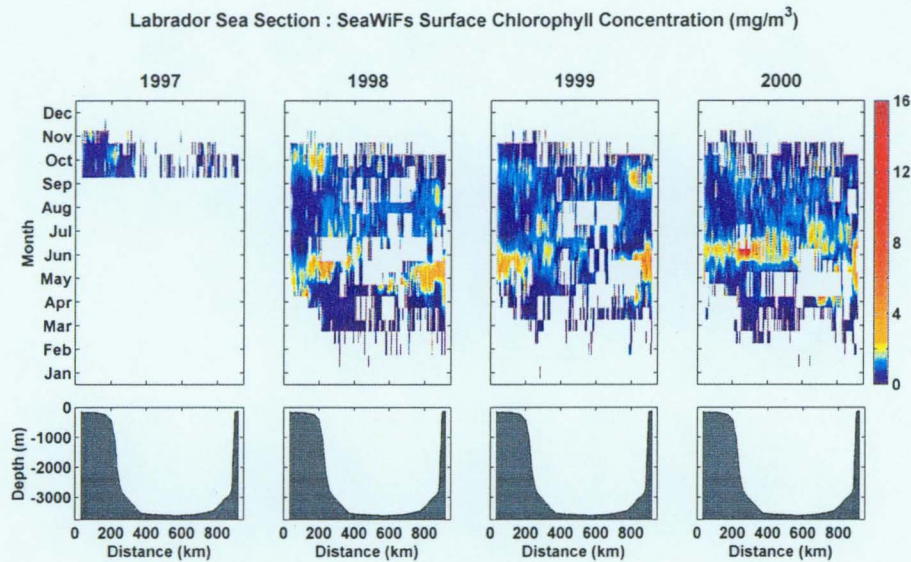 Labrador Sea Section : SeaWiFs Surface Chlorophyll Concentration (mg/m³)
1997
1998
1999
2000
Month
Dec
Nov
Oct
Sep
Aug
Jul
Jun
May
Apr
Mar
Feb
Jan
16
12
8
4
0
Depth (m)
0
-1000
-2000
-3000
0 200 400 600 800
0 200 400 600 800
0 200 400 600 800
0 200 400 600 800
Distance (km)
Distance (km)
Distance (km)
Distance (km)